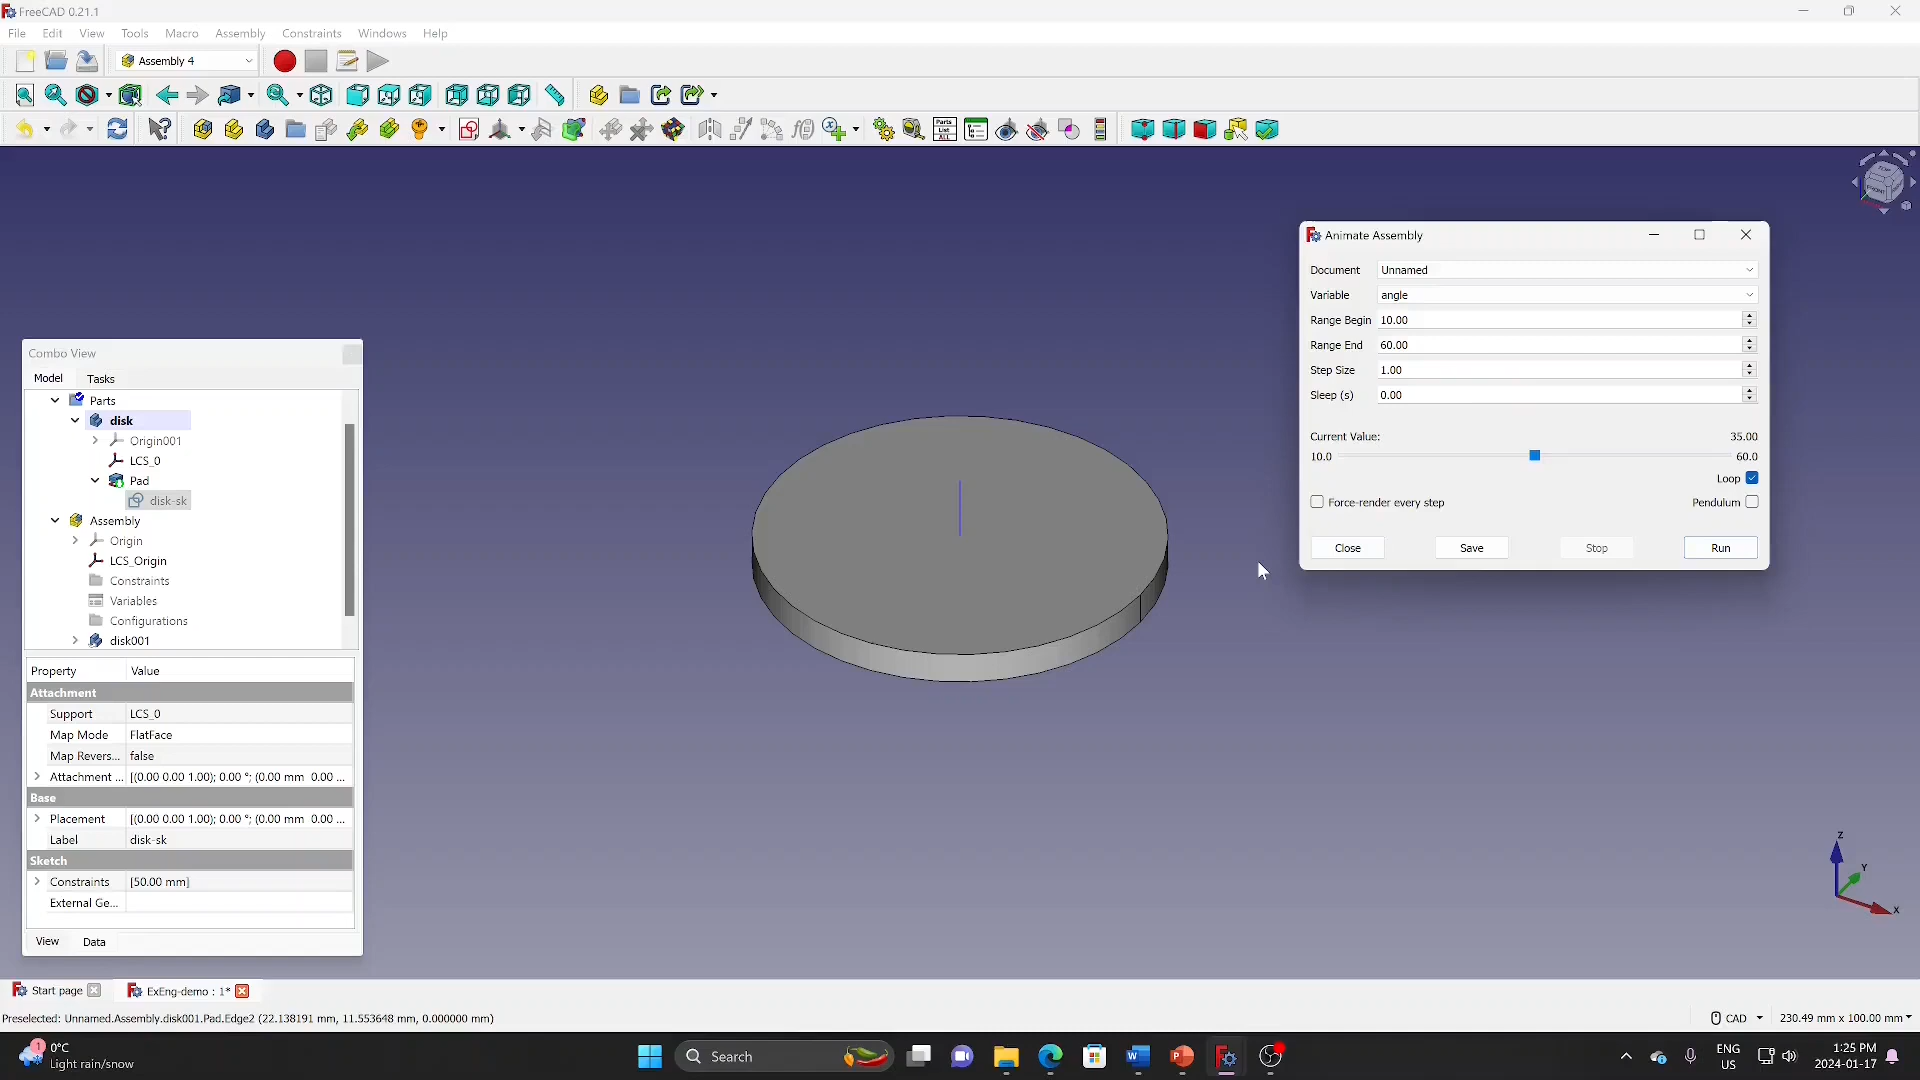 FreeCAD 0.21.1
File Edit View Tools Macro Assembly Constraints Windows Help
Assembly 4
Parts List ALL
Combo View
Model Tasks
Parts
disk
Origin001
LCS_0
Pad
disk-sk
Assembly
Origin
LCS_Origin
Constraints
Variables
Configurations
disk001
Property Value
Attachment
Support LCS_0
Map Mode FlatFace
Map Revers... false
Attachment ... [(0.00 0.00 1.00); 0.00 °; (0.00 mm 0.00 ...
Base
Placement [(0.00 0.00 1.00); 0.00 °; (0.00 mm 0.00 ...
Label disk-sk
Sketch
Constraints [50.00 mm]
External Ge...
View Data
Animate Assembly
Document Unnamed
Variable angle
Range Begin 10.00
Range End 60.00
Step Size 1.00
Sleep (s) 0.00
Current Value: 35.00
10.0 60.0
Loop
Force-render every step Pendulum
Close Save Stop Run
TOP
FRONT
Z
Y
X
Start page ExEng-demo : 1*
Preselected: Unnamed.Assembly.disk001.Pad.Edge2 (22.138191 mm, 11.553648 mm, 0.000000 mm) CAD 230.49 mm x 100.00 mm
1
0°C
Light rain/snow
Search
ENG
US
1:25 PM
2024-01-17